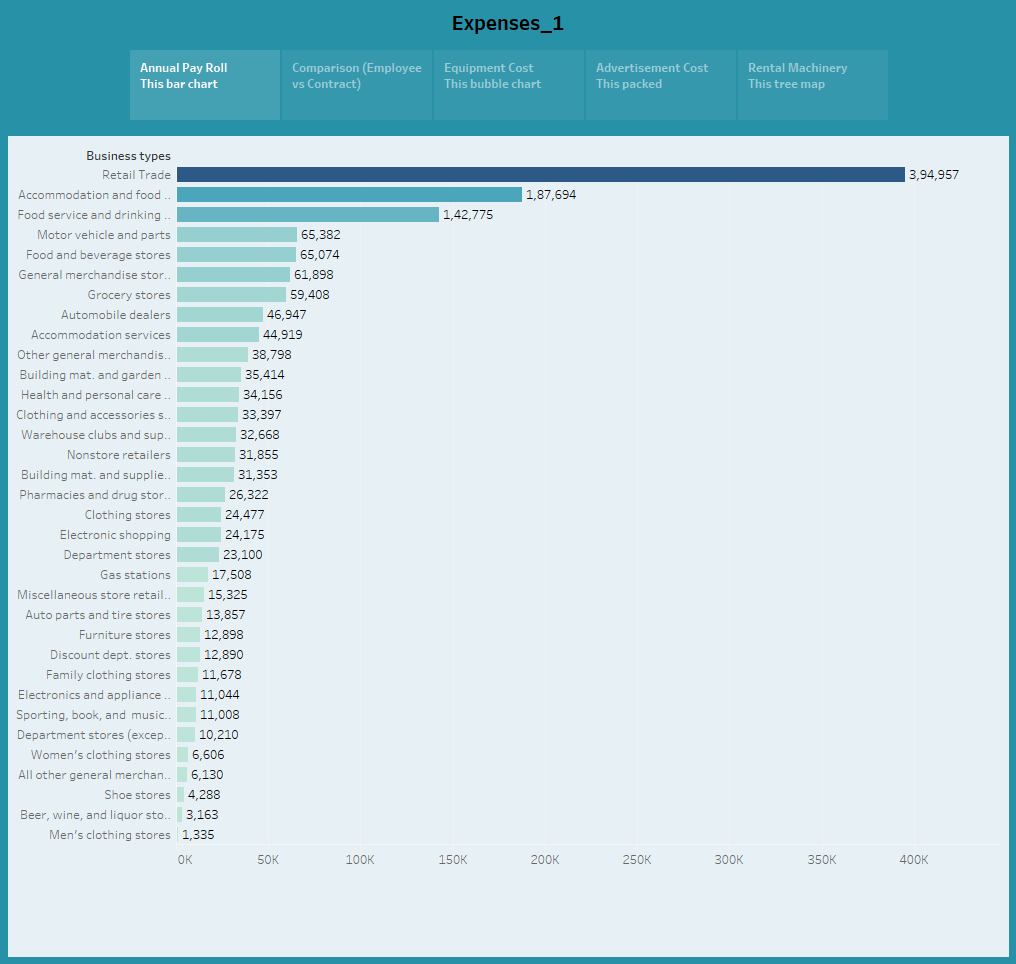 Expenses_1
Annual Pay Roll
This bar chart
Comparison (Employee
vs Contract)
Equipment Cost
This bubble chart
Advertisement Cost
This packed
Rental Machinery
This tree map
Business types
Retail Trade 3,94,957
Accommodation and food .. 1,87,694
Food service and drinking .. 1,42,775
Motor vehicle and parts 65,382
Food and beverage stores 65,074
General merchandise stor.. 61,898
Grocery stores 59,408
Automobile dealers 46,947
Accommodation services 44,919
Other general merchandis.. 38,798
Building mat. and garden .. 35,414
Health and personal care .. 34,156
Clothing and accessories s.. 33,397
Warehouse clubs and sup.. 32,668
Nonstore retailers 31,855
Building mat. and supplie.. 31,353
Pharmacies and drug stor.. 26,322
Clothing stores 24,477
Electronic shopping 24,175
Department stores 23,100
Gas stations 17,508
Miscellaneous store retail.. 15,325
Auto parts and tire stores 13,857
Furniture stores 12,898
Discount dept. stores 12,890
Family clothing stores 11,678
Electronics and appliance .. 11,044
Sporting, book, and  music.. 11,008
Department stores (excep.. 10,210
Women's clothing stores 6,606
All other general merchan.. 6,130
Shoe stores 4,288
Beer, wine, and liquor sto.. 3,163
Men's clothing stores 1,335
0K 50K 100K 150K 200K 250K 300K 350K 400K